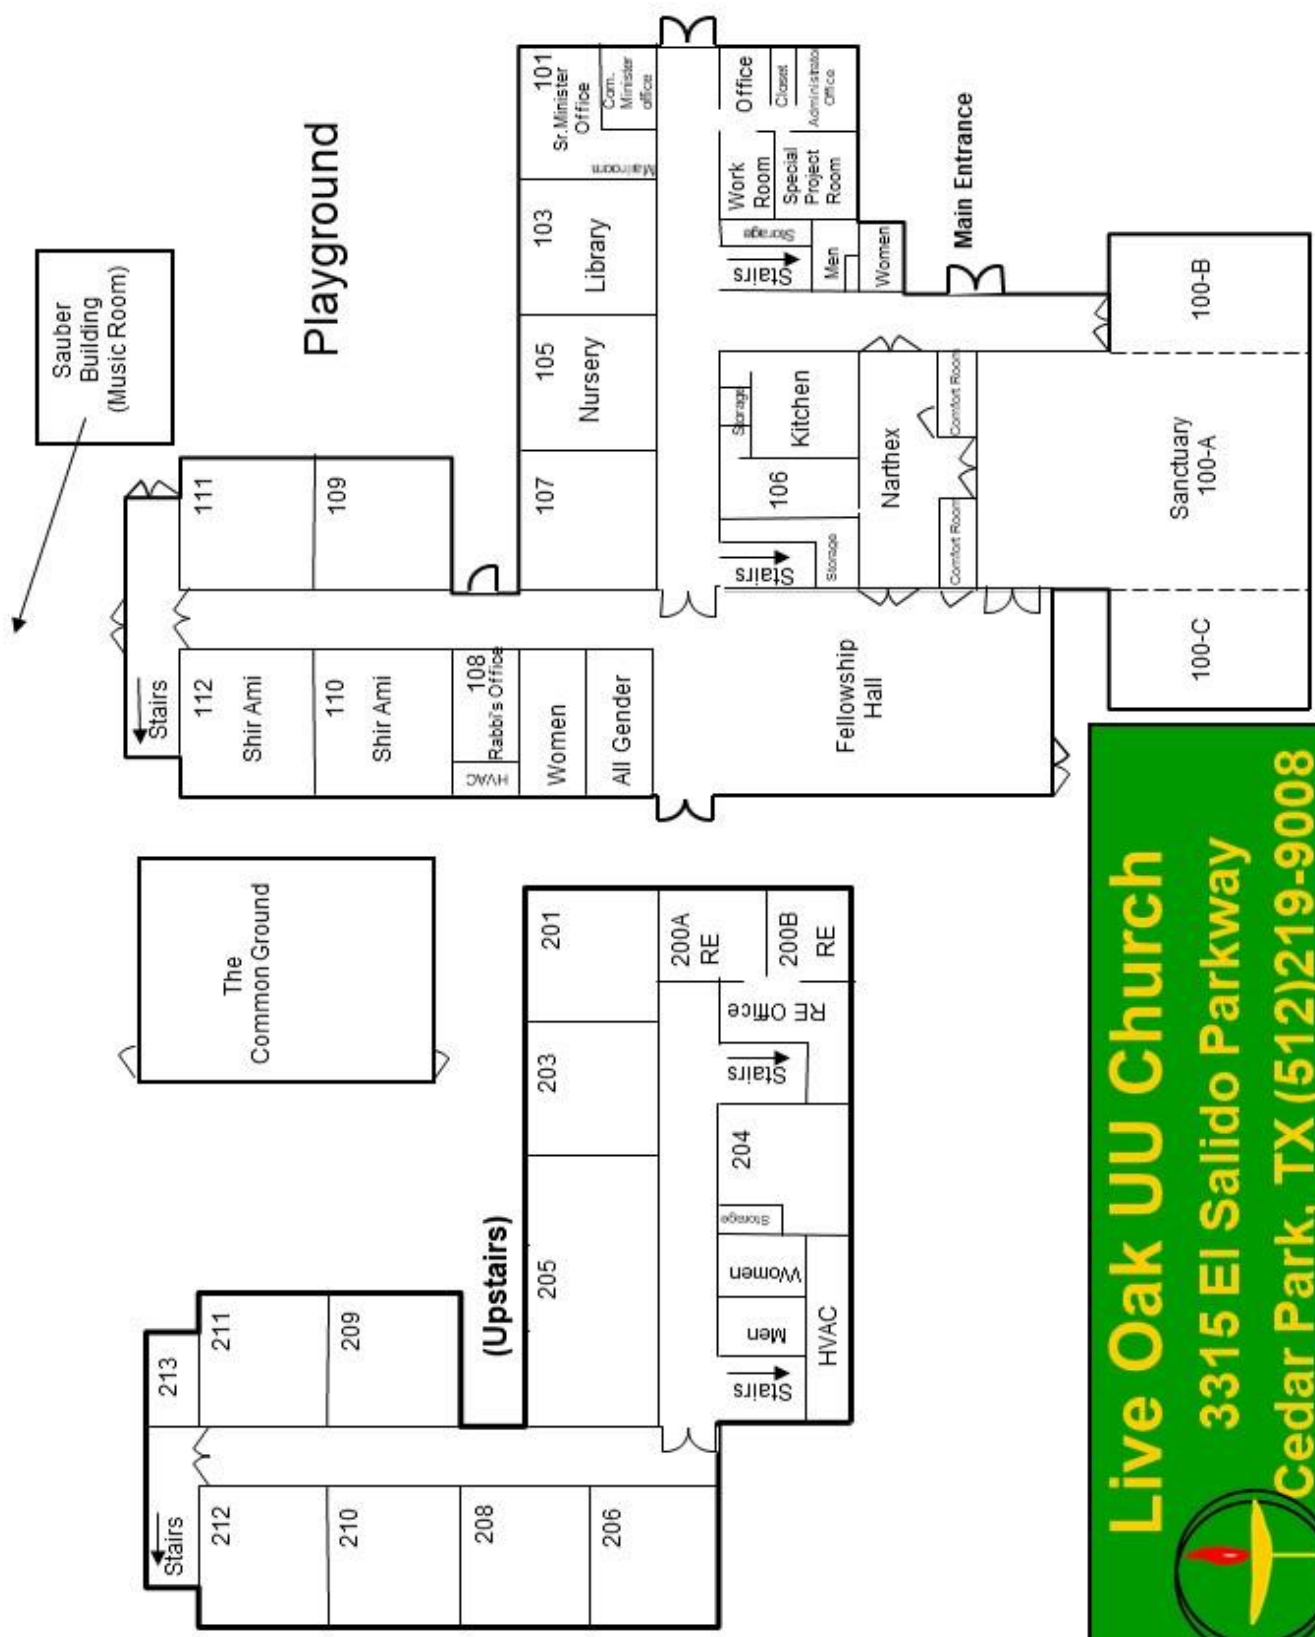 Sauber
Building
(Music Room)
Playground
111
109
107
105
Nursery
103
Library
101
Sr.Minister
Office
Com..
Minister
office
Mailroom
Stairs
112
Shir Ami
110
Shir Ami
108
Rabbi's Office
HVAC
Women
All Gender
Fellowship
Hall
Stairs
Storage
106
Storage
Kitchen
Narthex
Comfort Room
Comfort Room
Stairs
Storage
Men
Women
Work
Room
Special
Project
Room
Office
Closet
Administrator
Office
Main Entrance
100-B
Sanctuary
100-A
100-C
The
Common Ground
(Upstairs)
Stairs
213
212
211
210
209
208
206
205
203
201
200A
RE
200B
RE
RE Office
Stairs
204
Storage
Women
Men
Stairs
HVAC
Live Oak UU Church
3315 El Salido Parkway
Cedar Park, TX (512)219-9008